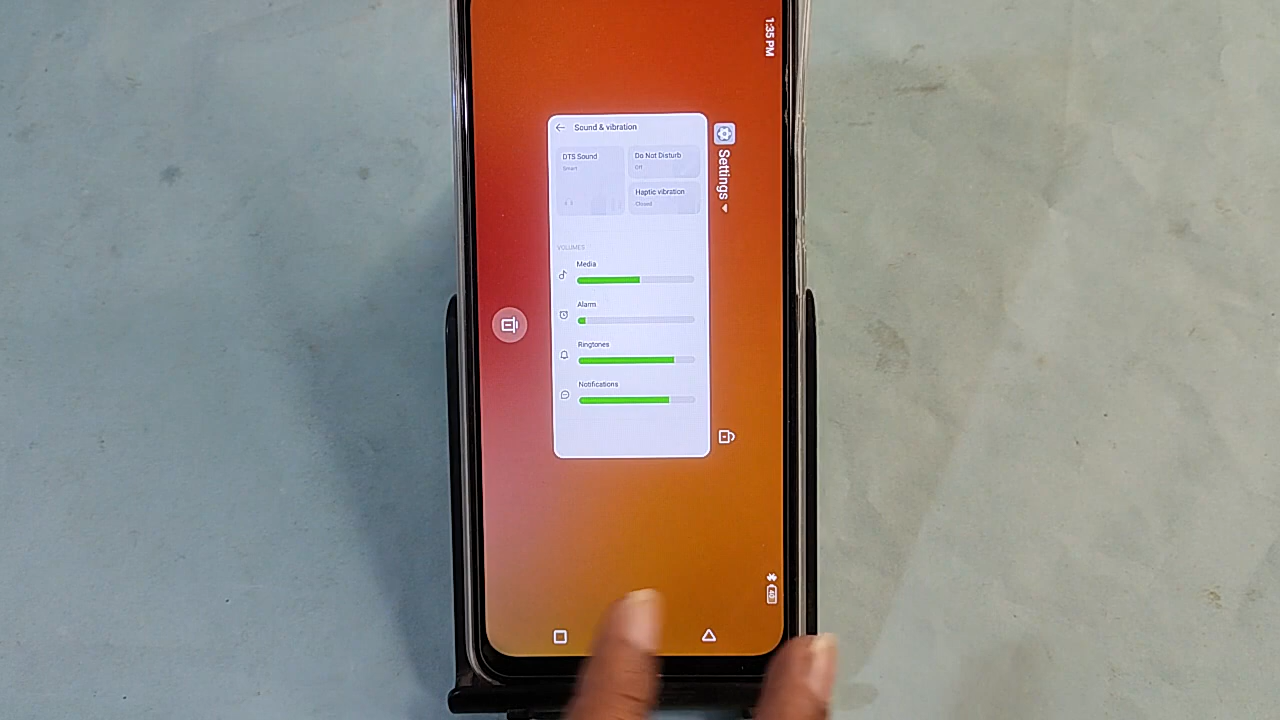 1:35 PM
Settings
Sound & vibration
DTS Sound
Smart
Do Not Disturb
Off
Haptic vibration
Closed
VOLUMES
Media
Alarm
Ringtones
Notifications
40